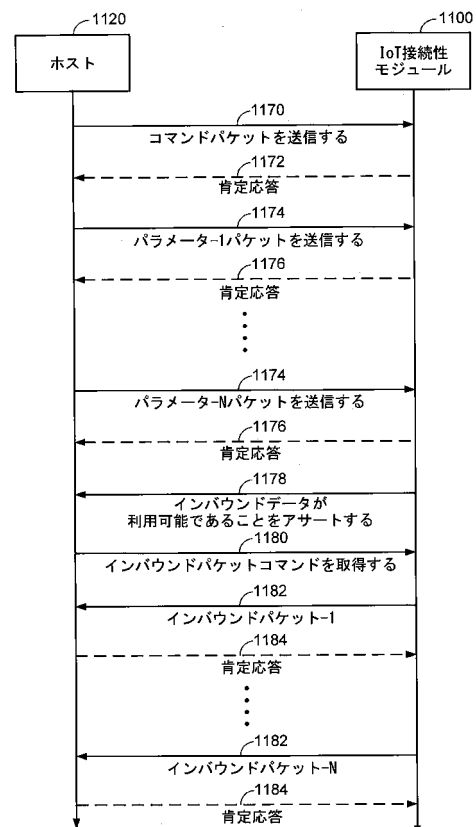 1120
1100
ホスト
IoT接続性
モジュール
1170
コマンドパケットを送信する
1172
肯定応答
1174
パラメータ-1パケットを送信する
1176
肯定応答
1174
パラメータ-Nパケットを送信する
1176
肯定応答
1178
インバウンドデータが
利用可能であることをアサートする
1180
インバウンドパケットコマンドを取得する
1182
インバウンドパケット-1
1184
肯定応答
1182
インバウンドパケット-N
1184
肯定応答